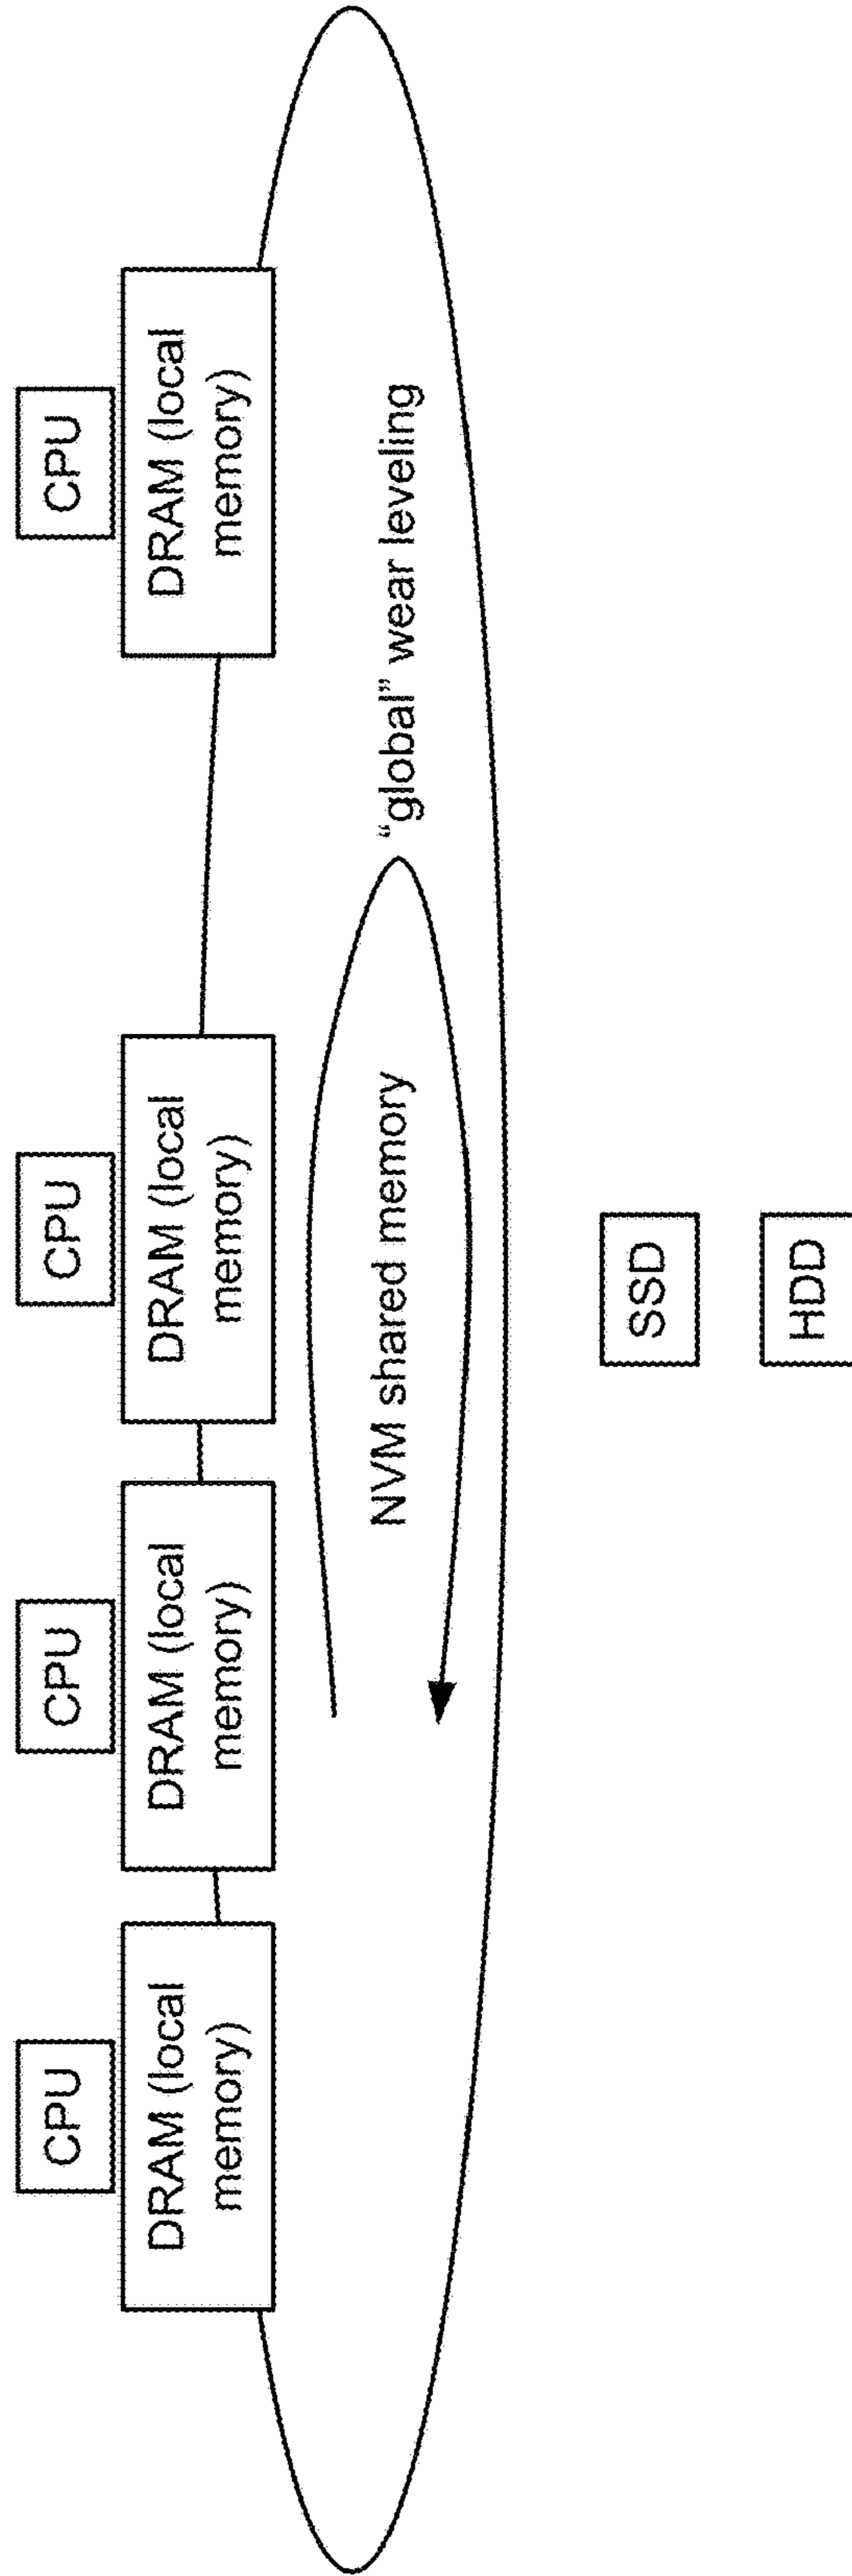 CPU
CPU
CPU
CPU
DRAM (local
memory)
DRAM (local
memory)
DRAM (local
memory)
DRAM (local
memory)
NVM shared memory
“global” wear leveling
SSD
HDD